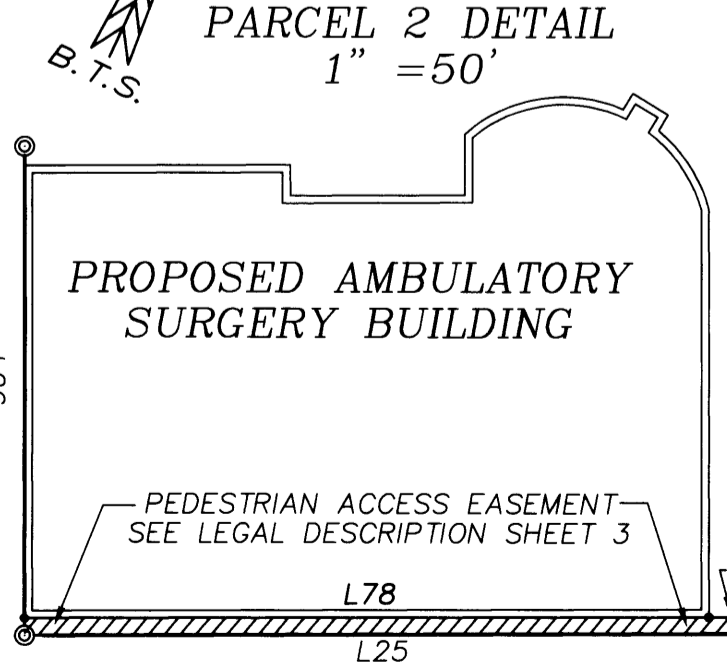 PARCEL 2 DETAIL
1" =50'
B.T.S.
PROPOSED AMBULATORY
SURGERY BUILDING
PEDESTRIAN ACCESS EASEMENT
SEE LEGAL DESCRIPTION SHEET 3
L78
L25